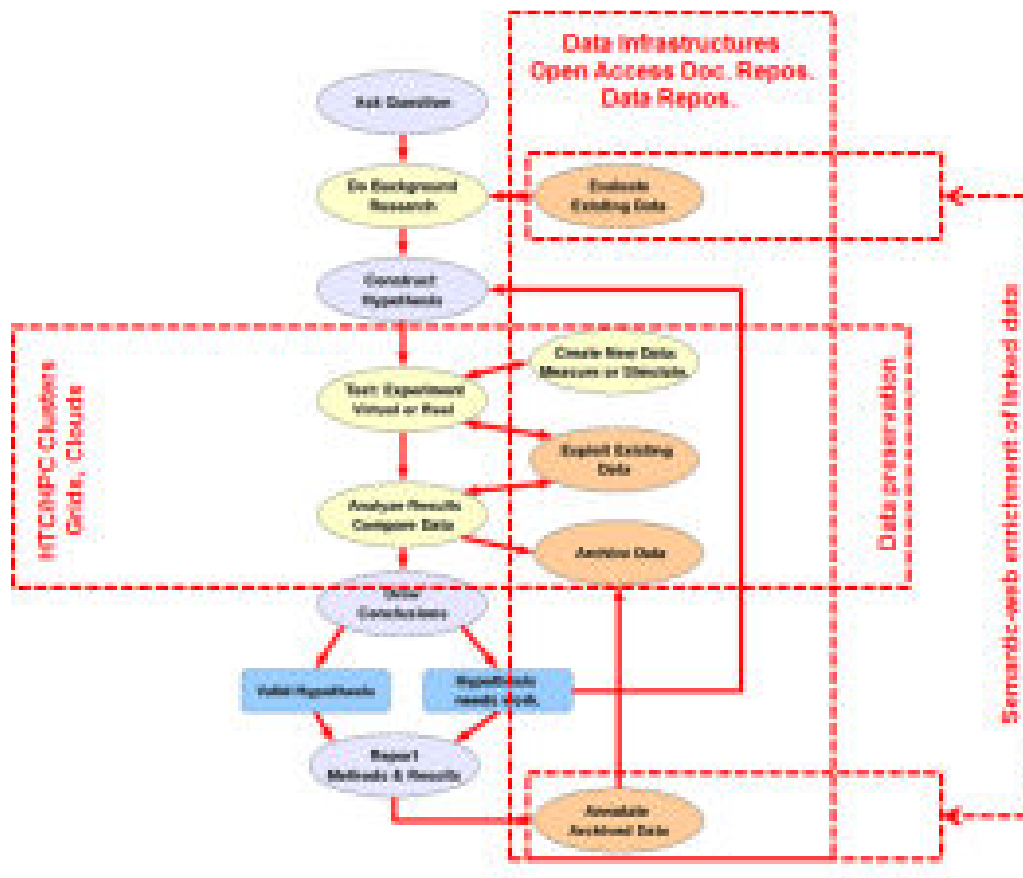 Data Infrastructures
Open Access Doc. Repos.
Data Repos.
Ask Question
Do Background
Research
Evaluate
Existing Data
Construct
Hypothesis
Create New Data
Measure or Simulate.
Test: Experiment
Virtual or Real
Exploit Existing
Data
Analyze Results
Compare Data
Archive Data
HTC/HPC Clusters
Grids, Clouds
Data preservation
Semantic-web enrichment of linked data
Draw
Conclusions
Valid Hypothesis
Hypothesis
needs work.
Report
Methods & Results
Annotate
Archived Data